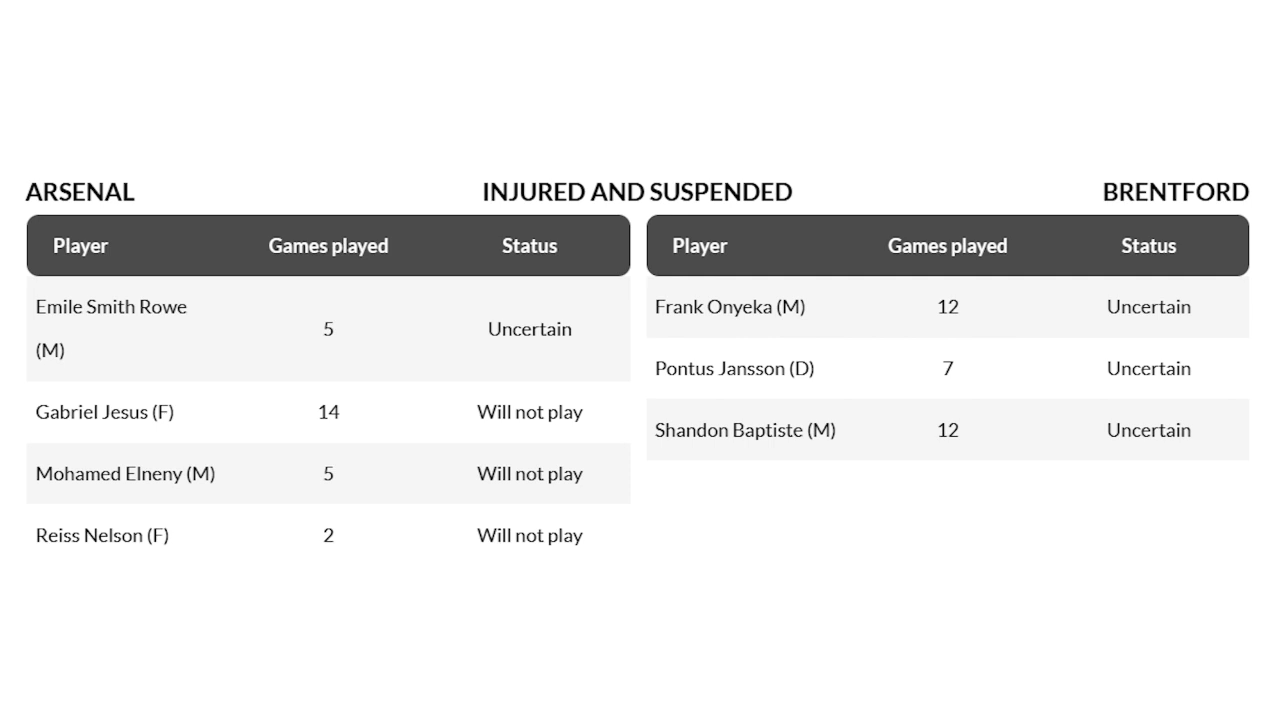 ARSENAL INJURED AND SUSPENDED BRENTFORD
Player Games played Status
Emile Smith Rowe (M) 5 Uncertain
Gabriel Jesus (F) 14 Will not play
Mohamed Elneny (M) 5 Will not play
Reiss Nelson (F) 2 Will not play
Player Games played Status
Frank Onyeka (M) 12 Uncertain
Pontus Jansson (D) 7 Uncertain
Shandon Baptiste (M) 12 Uncertain